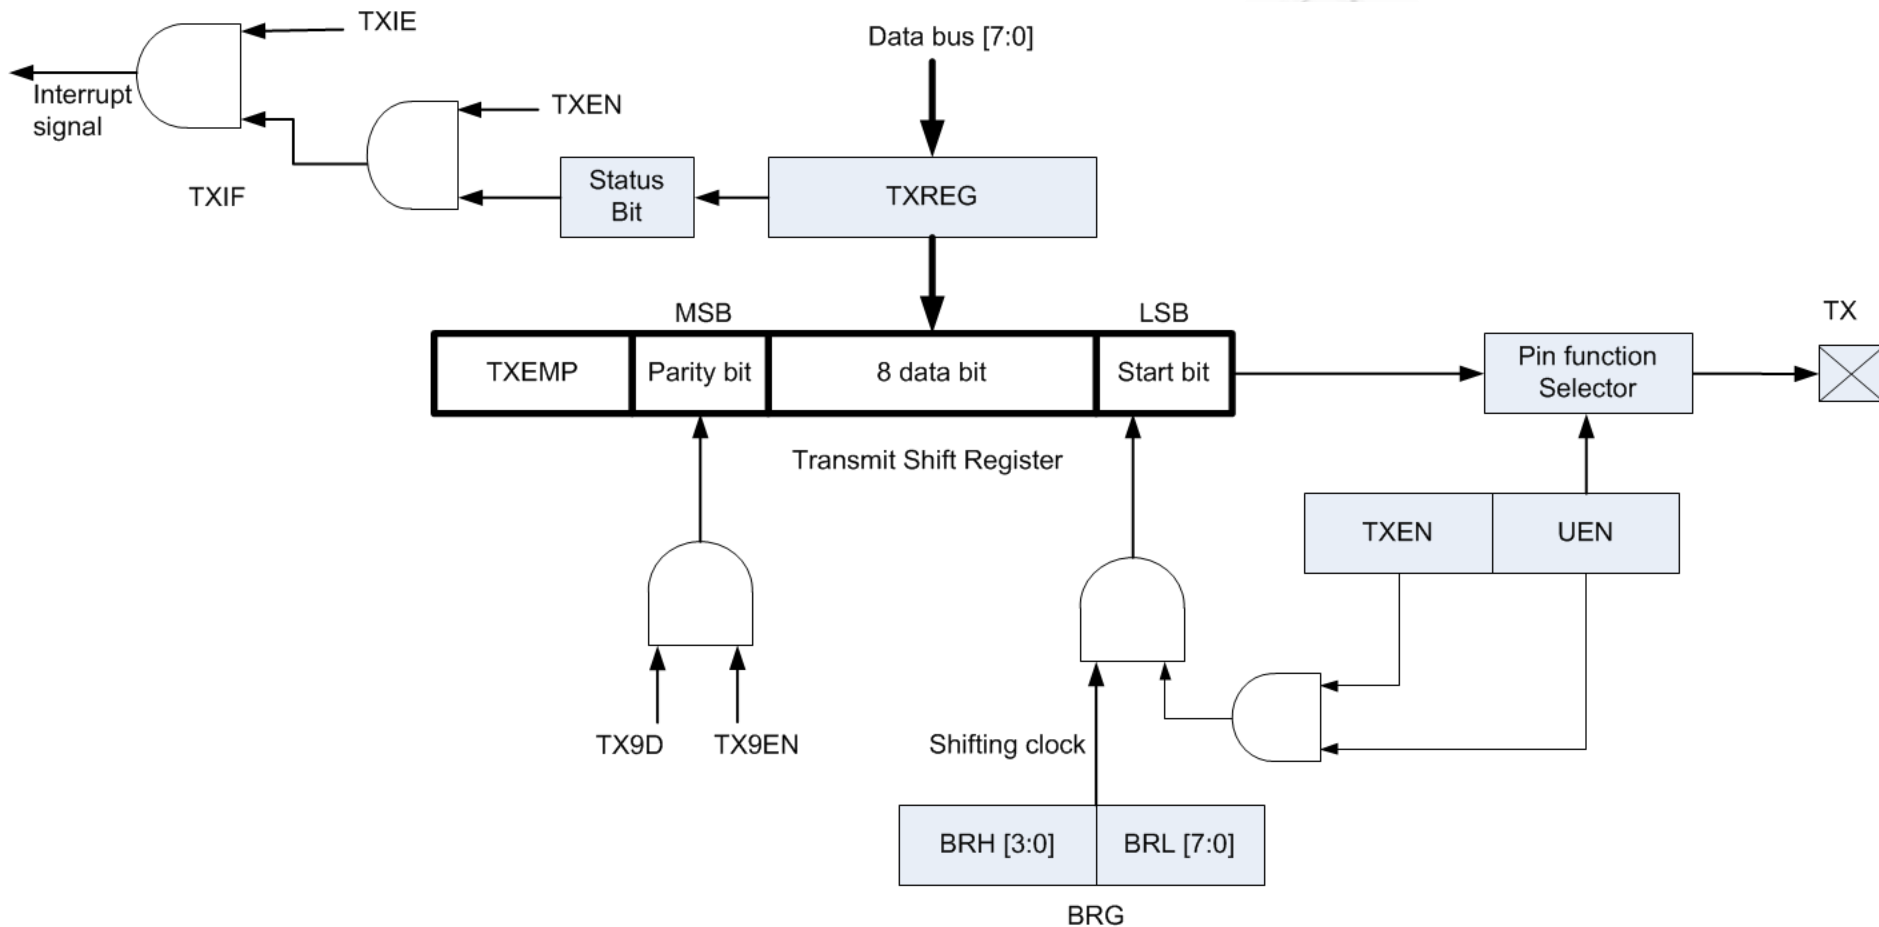 TXIE
Data bus [7:0]
Interrupt
signal
TXEN
Status
Bit
TXREG
TXIF
MSB
LSB
TX
TXEMP
Parity bit
8 data bit
Start bit
Pin function
Selector
Transmit Shift Register
TXEN
UEN
TX9D
TX9EN
Shifting clock
BRH [3:0]
BRL [7:0]
BRG